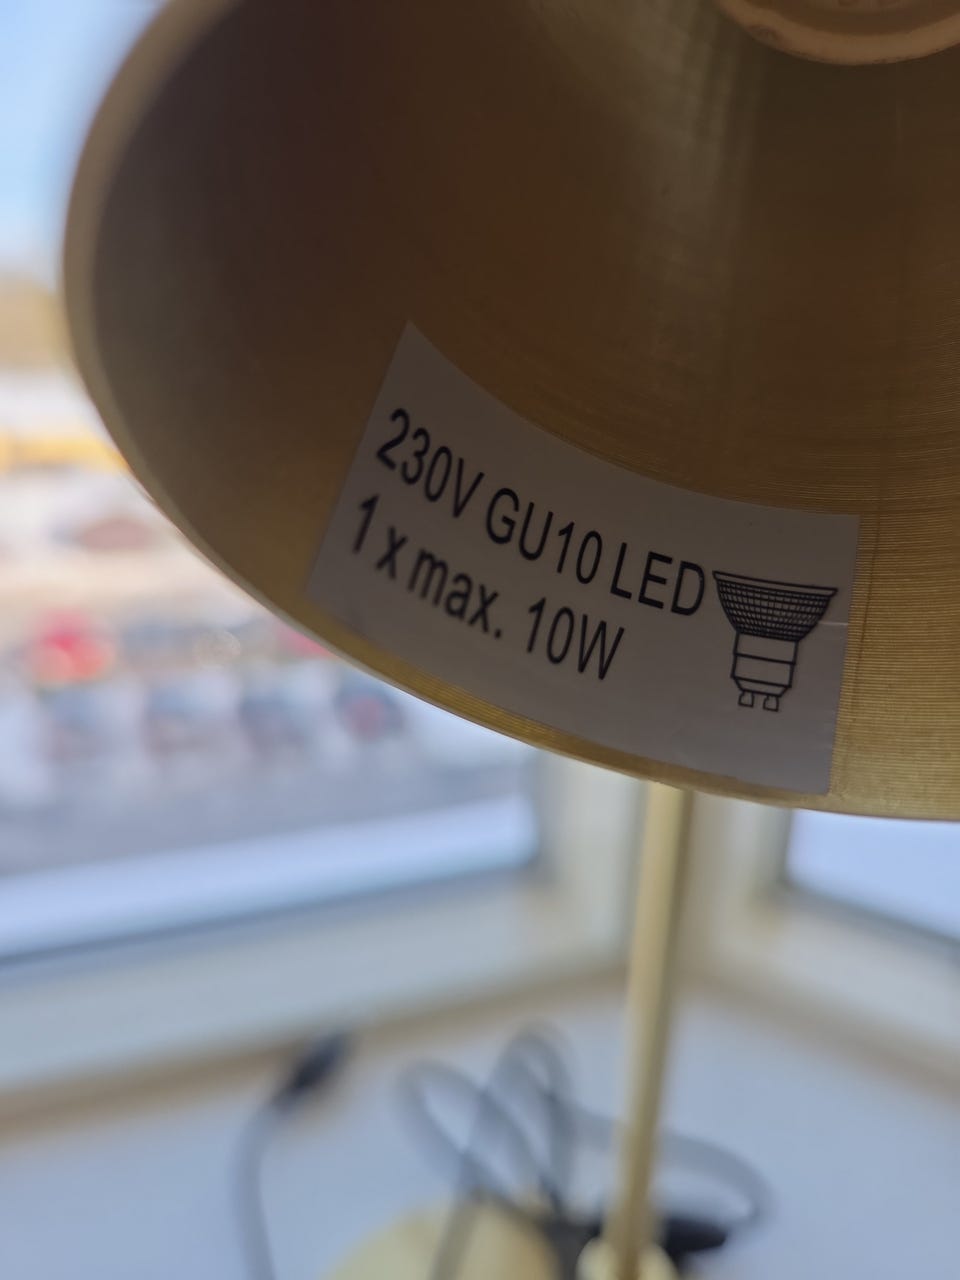 230V GU10 LED
1 x max. 10W